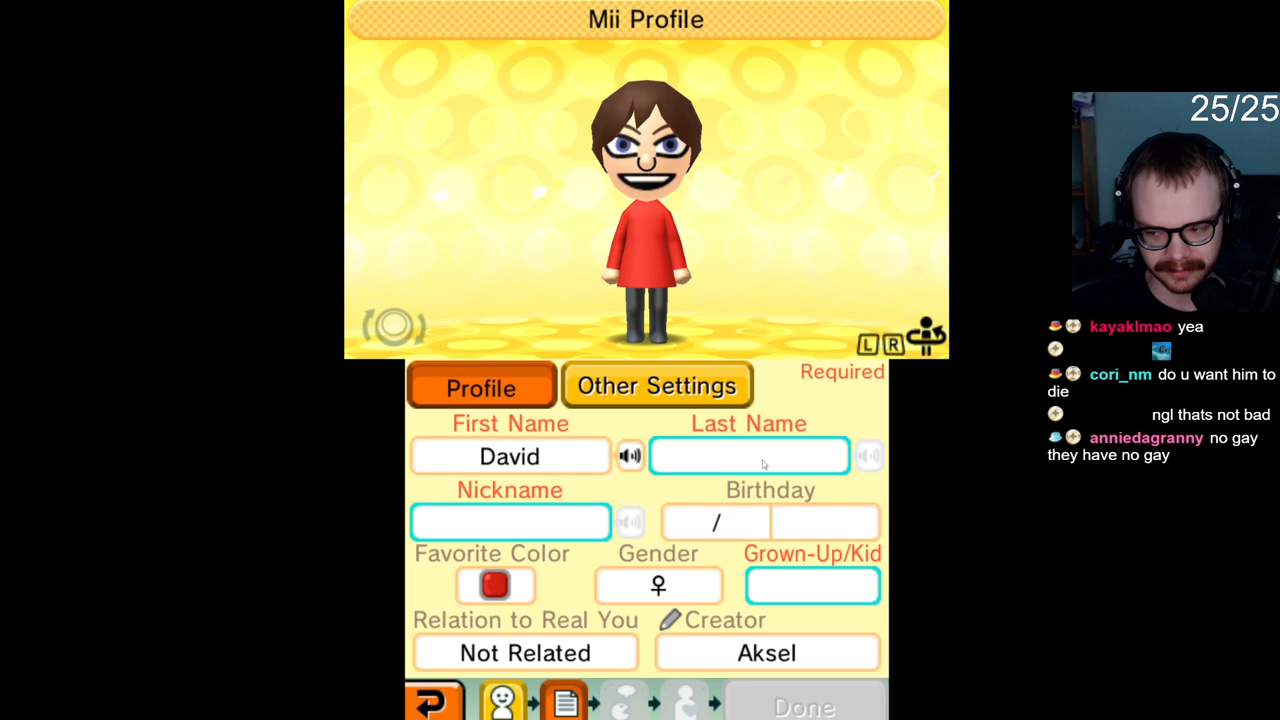 Mii Profile
25/25
L R
kayaklmao yea
cori_nm do u want him to
die
ngl thats not bad
anniedagranny no gay
they have no gay
Profile
Other Settings
Required
First Name
Last Name
David
Nickname
Birthday
/
Favorite Color
Gender
Grown-Up/Kid
♀
Relation to Real You
Creator
Not Related
Aksel
Done